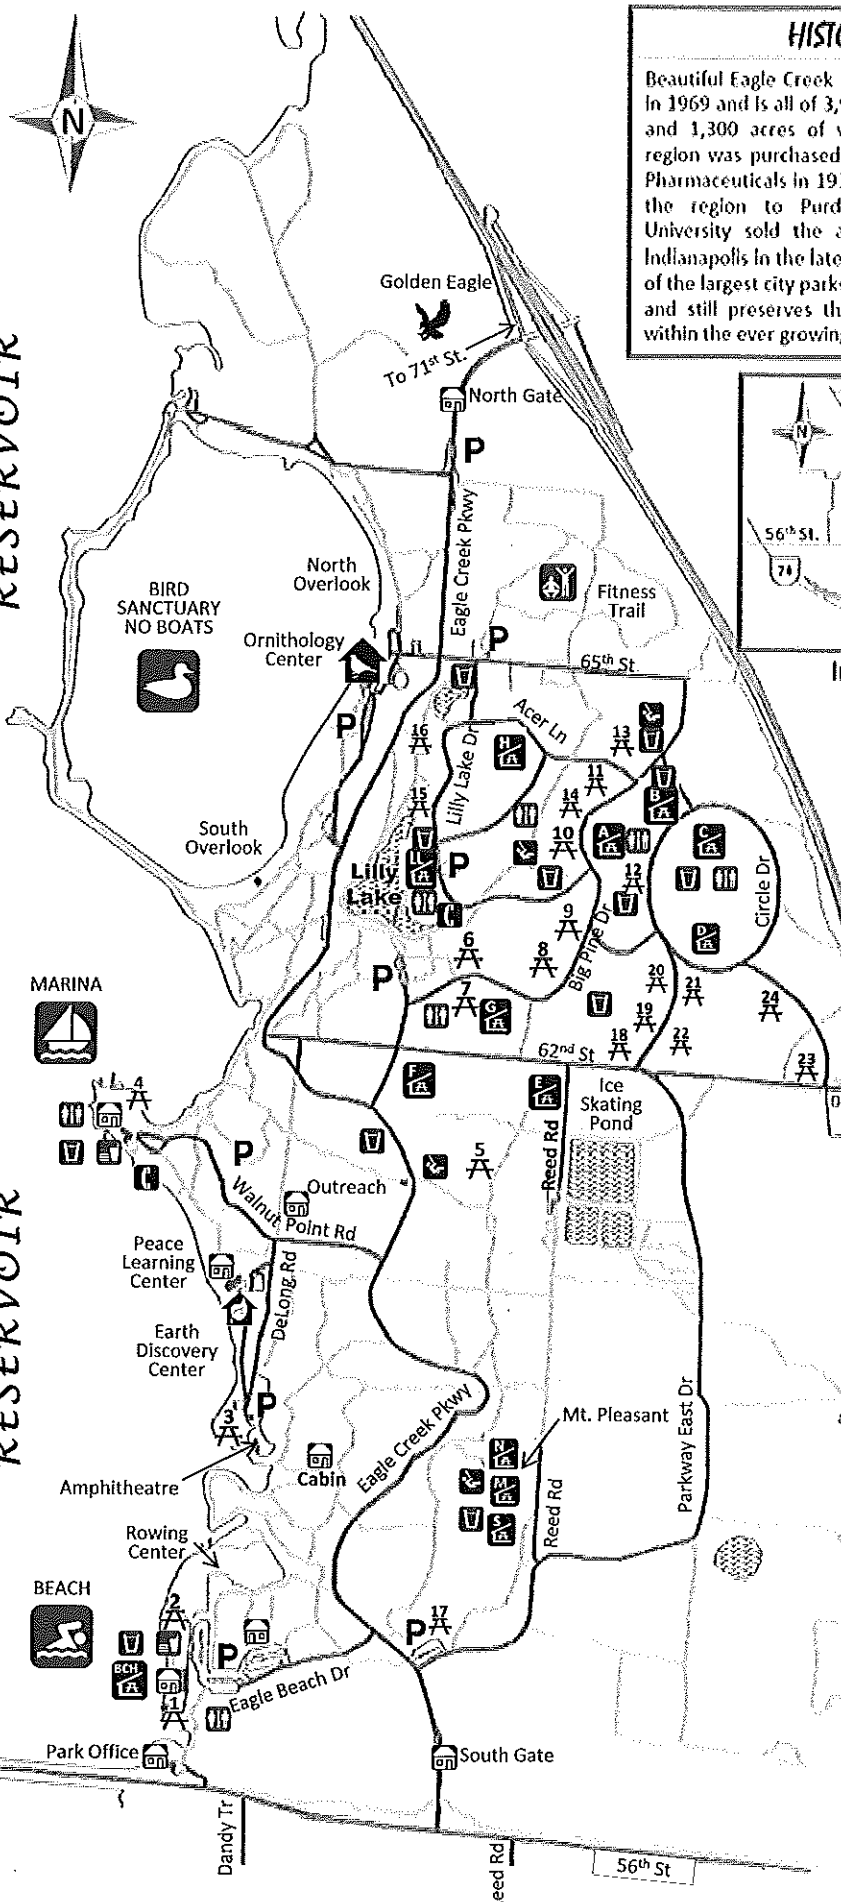 N
HISTO
Beautiful Eagle Creek
in 1969 and is all of 3,
and 1,300 acres of
region was purchased
Pharmaceuticals in 19
the region to Purd
University sold the a
Indianapolis in the late
of the largest city parks
and still preserves th
within the ever growing
Golden Eagle
To 71st St.
North Gate
P
RESERVOIR
N
56th St.
74
Eagle Creek Pkwy
North
Overlook
BIRD
SANCTUARY
NO BOATS
Fitness
Trail
Ornithology
Center
P
65th St
P
16
Lilly Lake Dr
H
Acer Ln
13
11
15
14
B
10
A
C
South
Overlook
Lilly
Lake
LL
P
12
Circle Dr
D
9
6
8
Big Pine Dr
MARINA
P
7
G
20
21
19
24
18
22
23
62nd St
F
E
Ice
Skating
Pond
4
Reed Rd
P
5
Outreach
Walnut Point Rd
RESERVOIR
Peace
Learning
Center
DeLong Rd
Earth
Discovery
Center
P
3
Eagle Creek Pkwy
Mt. Pleasant
Parkway East Dr
N
M
S
Cabin
Amphitheatre
Reed Rd
Rowing
Center
BEACH
2
P
17
P
BCH
1
Eagle Beach Dr
Park Office
South Gate
Dandy Tr
eed Rd
56th St